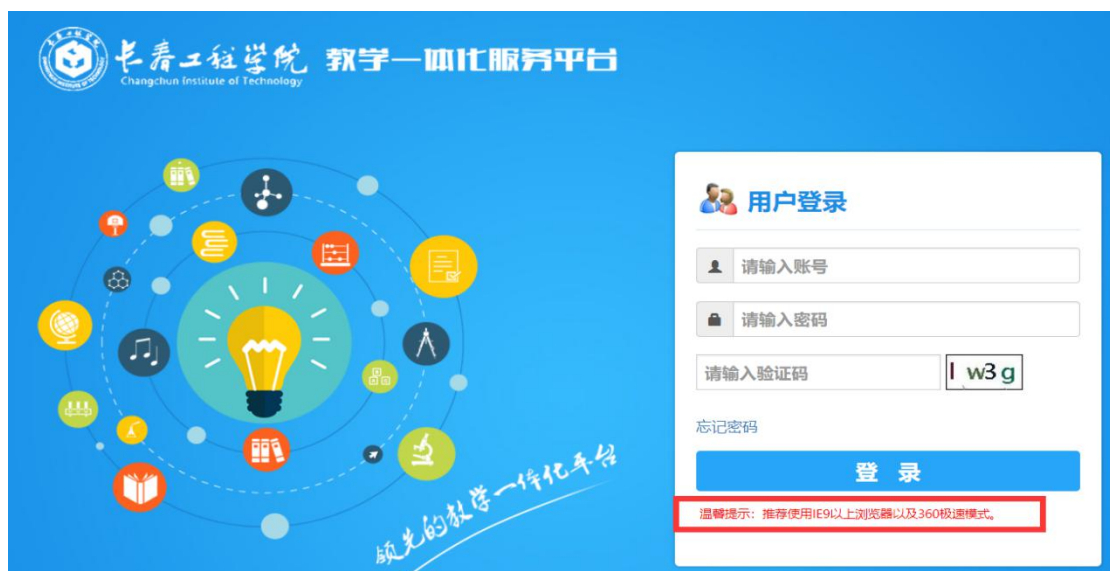 长春工程学院 教学一体化服务平台
Changchun Institute of Technology
用户登录
请输入账号
请输入密码
请输入验证码 l w3g
忘记密码
登 录
温馨提示：推荐使用IE9以上浏览器以及360极速模式。
领先的教学一体化平台